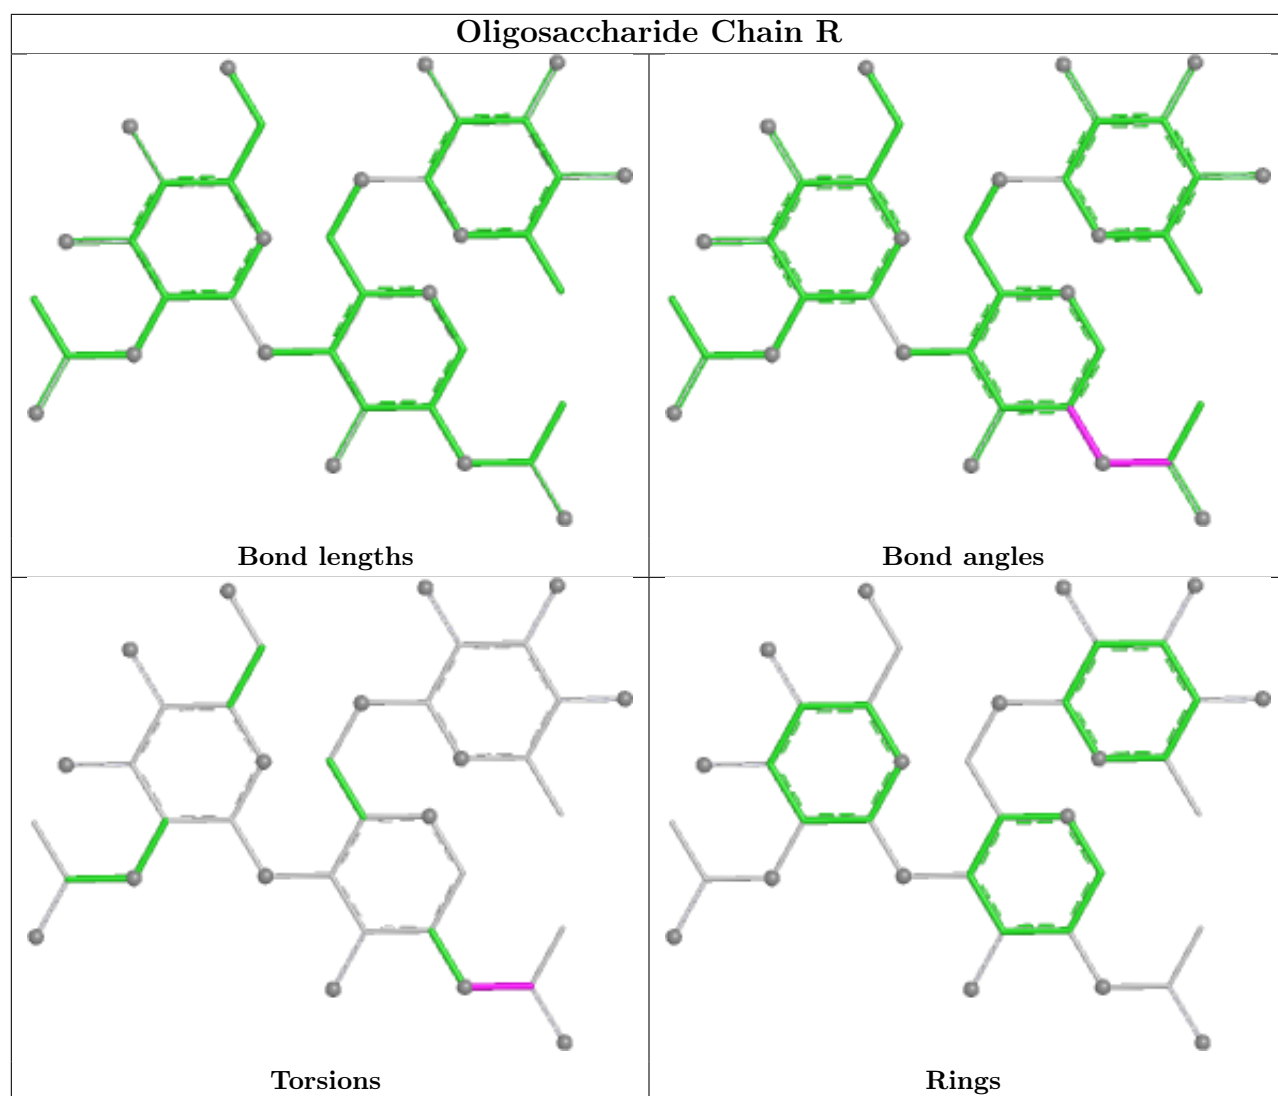 Oligosaccharide Chain R
Bond lengths
Bond angles
Torsions
Rings